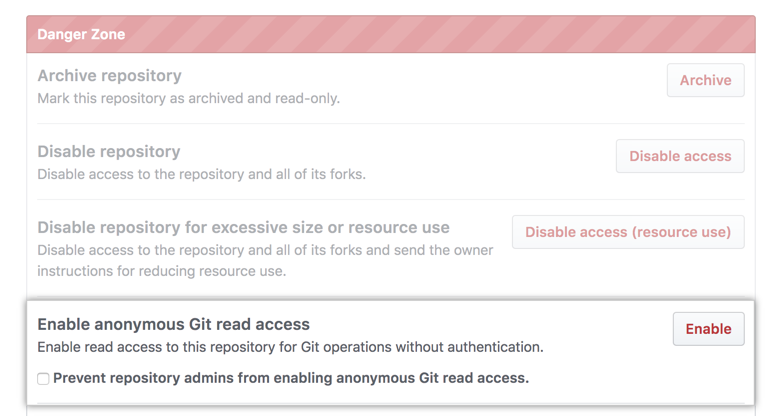 Danger Zone
Archive repository
Mark this repository as archived and read-only.
Archive
Disable repository
Disable access to the repository and all of its forks.
Disable access
Disable repository for excessive size or resource use
Disable access to the repository and all of its forks and send the owner
instructions for reducing resource use.
Disable access (resource use)
Enable anonymous Git read access
Enable read access to this repository for Git operations without authentication.
Enable
Prevent repository admins from enabling anonymous Git read access.